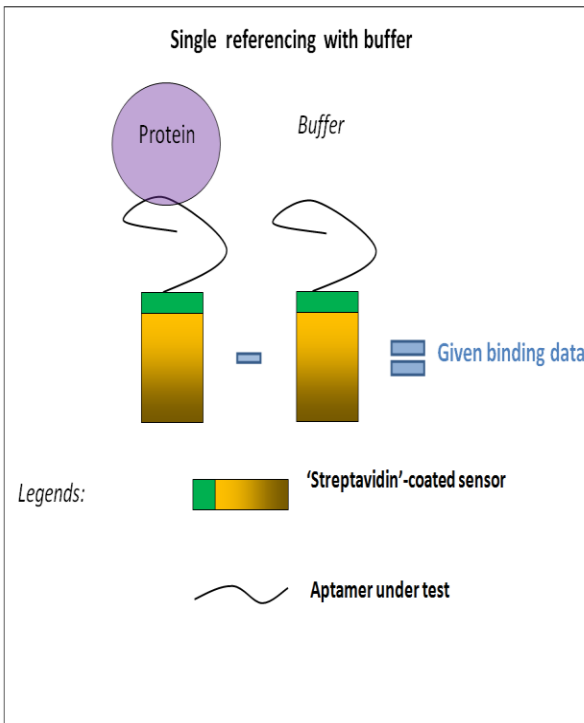 Single referencing with buffer
Protein
Buffer
Given binding data
Legends:
'Streptavidin'-coated sensor
Aptamer under test